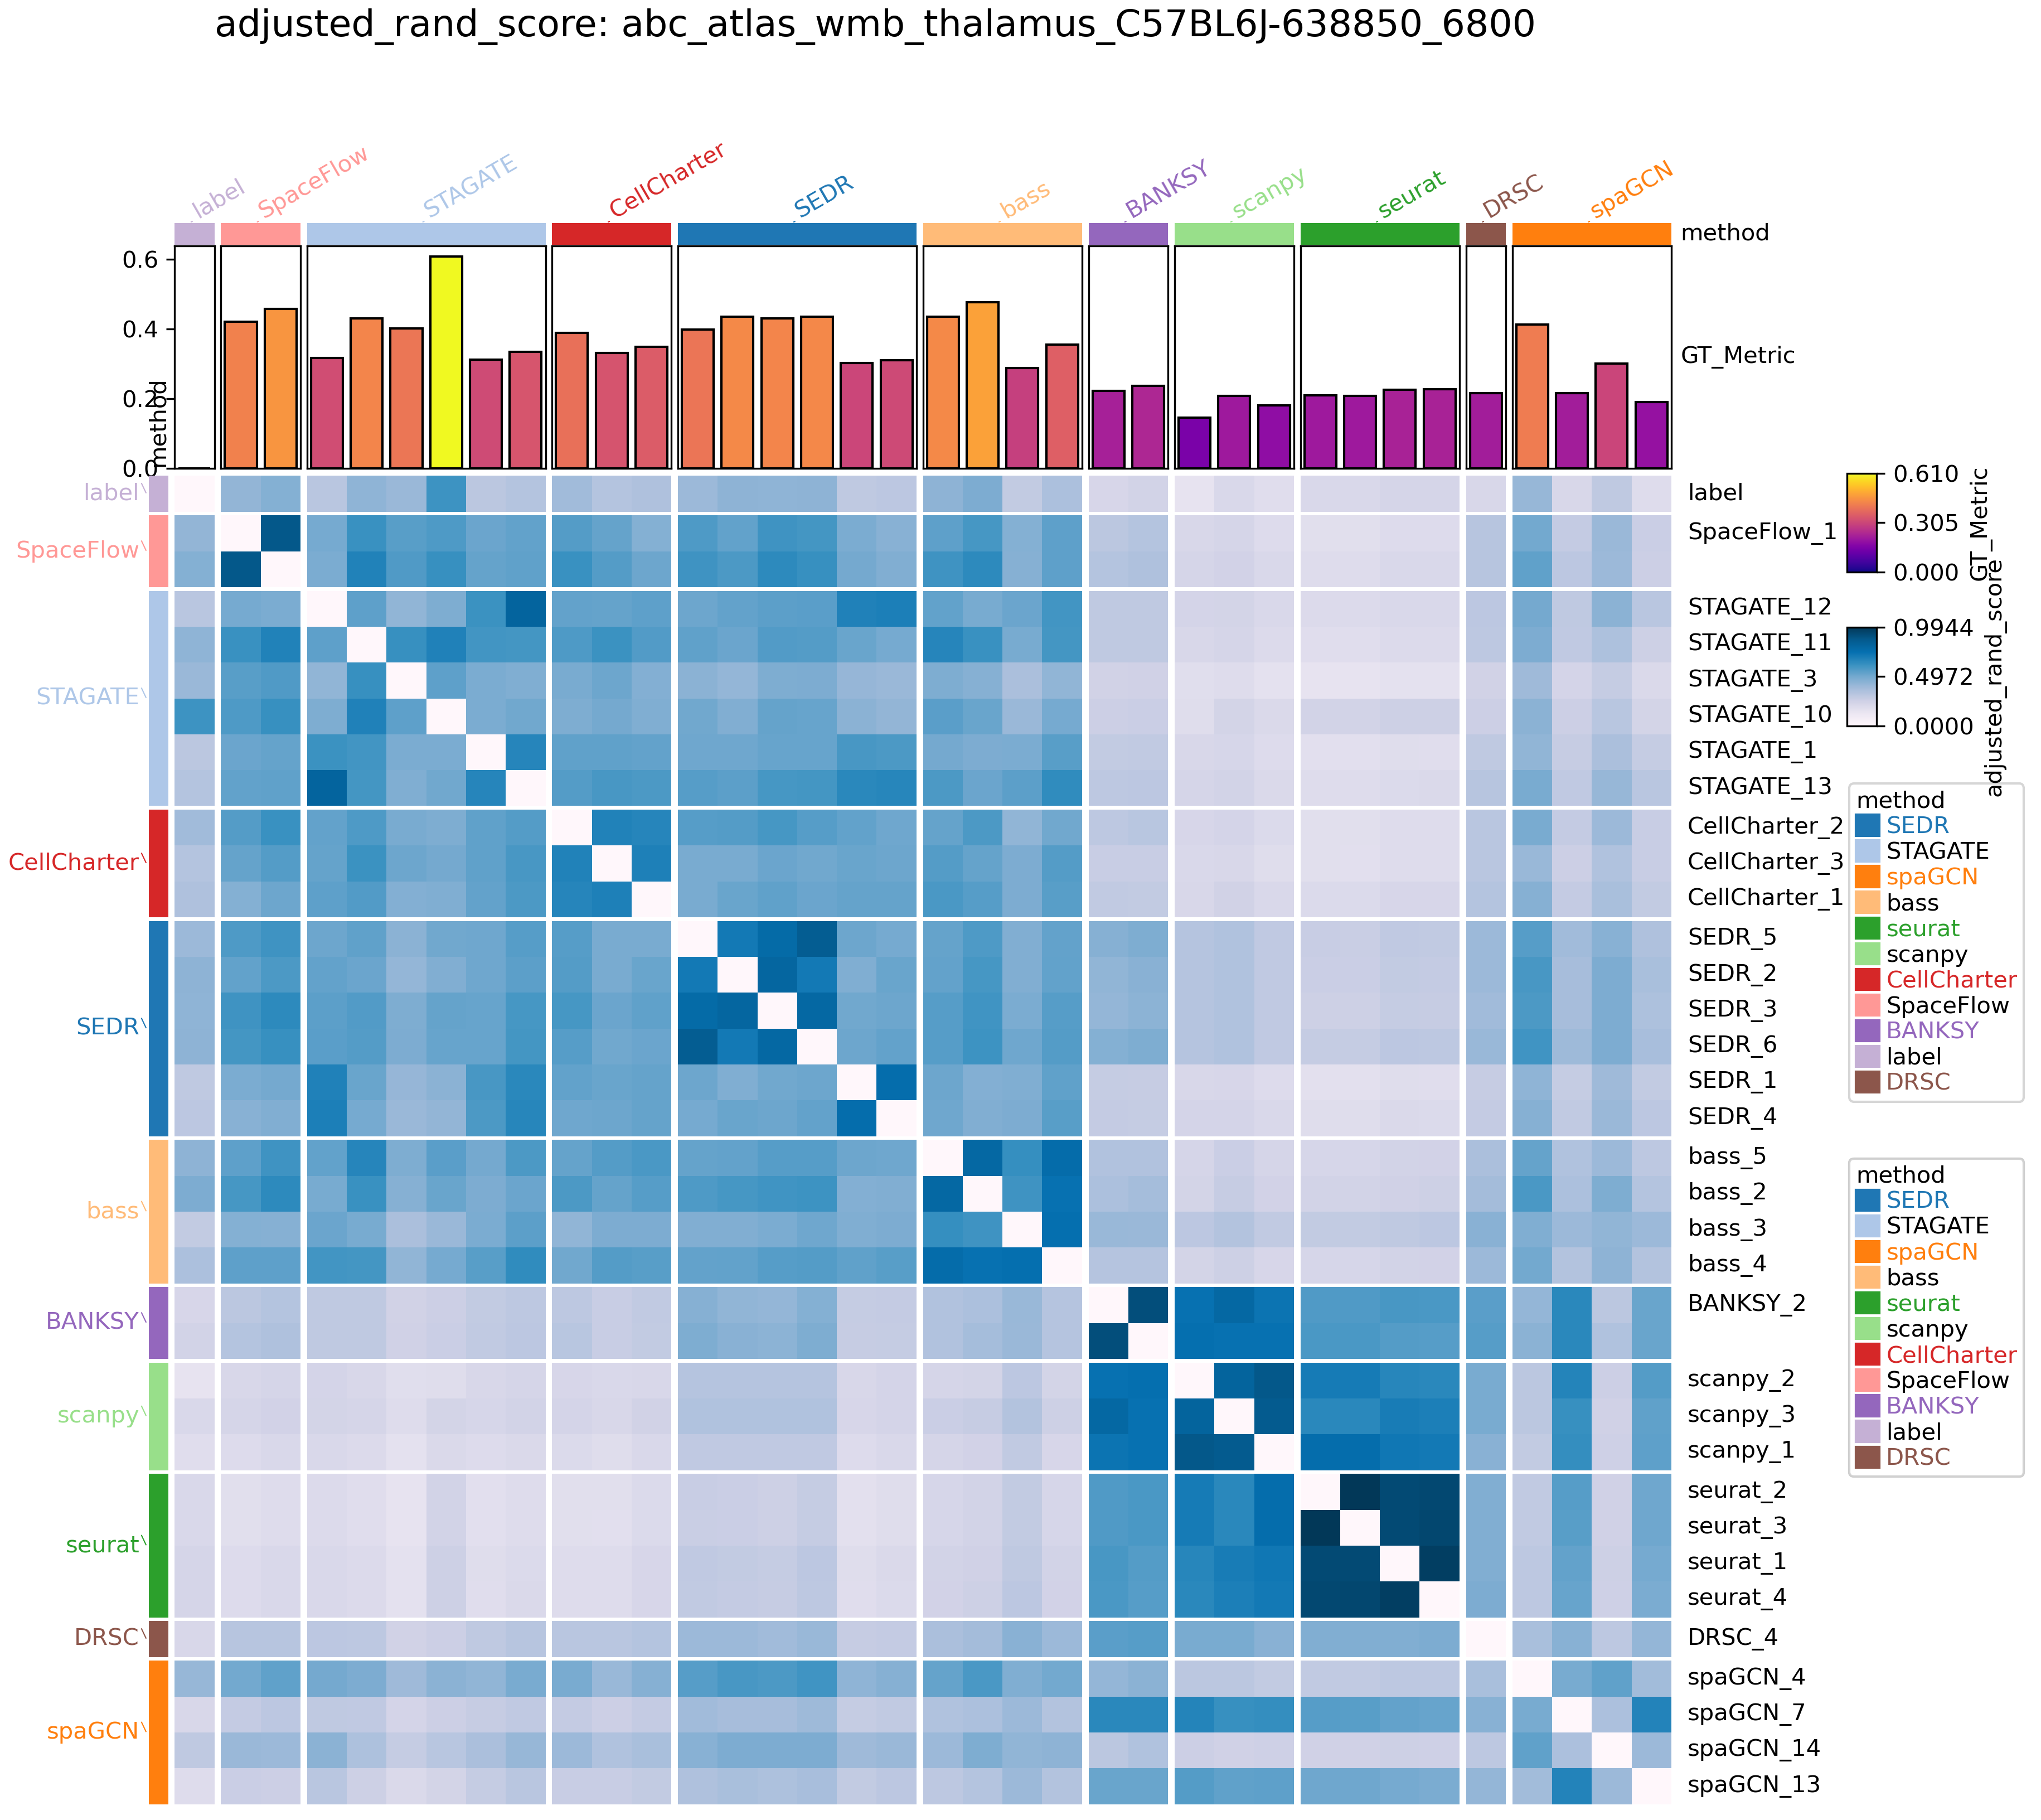 adjusted_rand_score: abc_atlas_wmb_thalamus_C57BL6J-638850_6800
label
SpaceFlow
STAGATE
CellCharter
SEDR
bass
BANKSY
scanpy
seurat
DRSC
spaGCN
method
0.6
0.4
0.2
0.0
method
GT_Metric
label
SpaceFlow
STAGATE
CellCharter
SEDR
bass
BANKSY
scanpy
seurat
DRSC
spaGCN
label
SpaceFlow_1
STAGATE_12
STAGATE_11
STAGATE_3
STAGATE_10
STAGATE_1
STAGATE_13
CellCharter_2
CellCharter_3
CellCharter_1
SEDR_5
SEDR_2
SEDR_3
SEDR_6
SEDR_1
SEDR_4
bass_5
bass_2
bass_3
bass_4
BANKSY_2
scanpy_2
scanpy_3
scanpy_1
seurat_2
seurat_3
seurat_1
seurat_4
DRSC_4
spaGCN_4
spaGCN_7
spaGCN_14
spaGCN_13
0.610
0.305
0.000
GT_Metric
0.9944
0.4972
0.0000
adjusted_rand_score
method
SEDR
STAGATE
spaGCN
bass
seurat
scanpy
CellCharter
SpaceFlow
BANKSY
label
DRSC
method
SEDR
STAGATE
spaGCN
bass
seurat
scanpy
CellCharter
SpaceFlow
BANKSY
label
DRSC